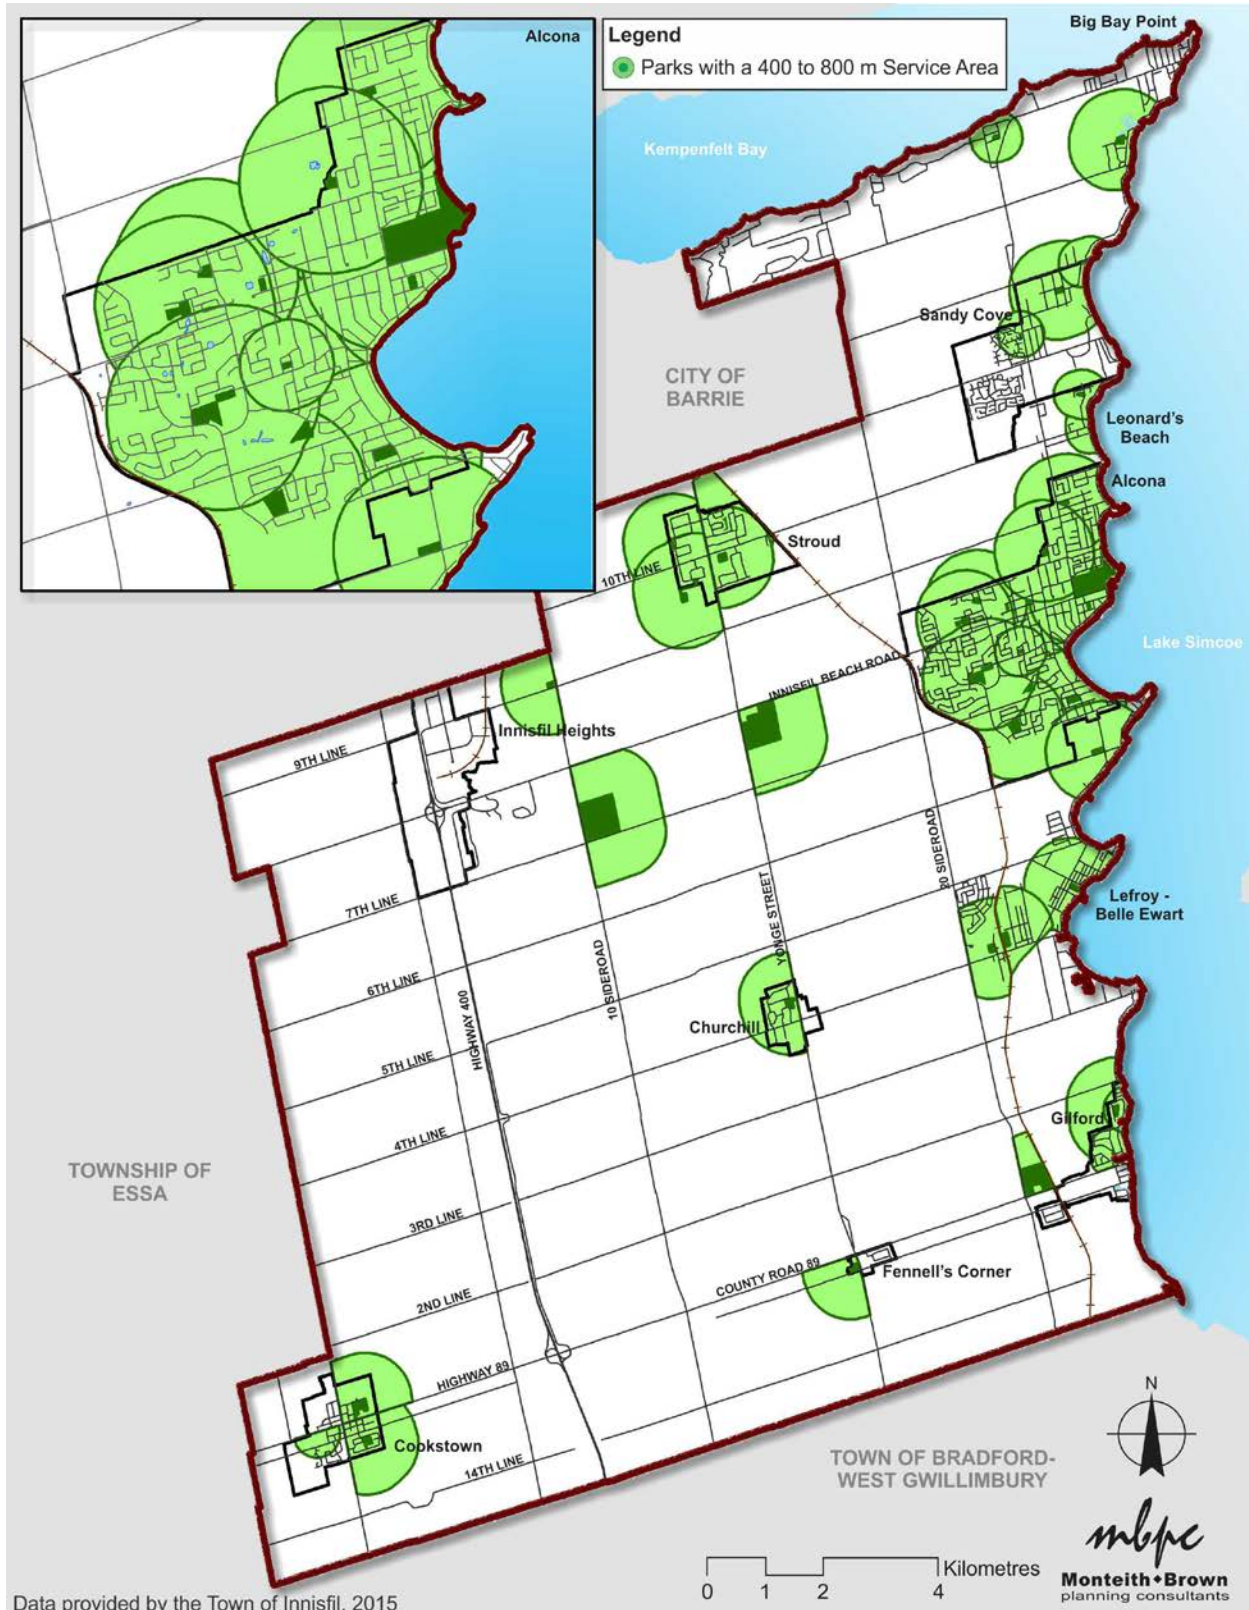 Alcona
Legend
Parks with a 400 to 800 m Service Area
Big Bay Point
Kempenfelt Bay
Sandy Cove
CITY OF
BARRIE
Leonard's
Beach
Alcona
Stroud
10TH LINE
Lake Simcoe
INNISFIL BEACH ROAD
Innisfil Heights
9TH LINE
20 SIDEROAD
7TH LINE
YONGE STREET
Lefroy -
Belle Ewart
6TH LINE
10 SIDEROAD
HIGHWAY 400
Churchill
5TH LINE
4TH LINE
Gilford
TOWNSHIP OF
ESSA
3RD LINE
COUNTY ROAD 89
Fennell's Corner
2ND LINE
HIGHWAY 89
Cookstown
14TH LINE
TOWN OF BRADFORD-
WEST GWILLIMBURY
N
mbpc
Monteith+Brown
planning consultants
Kilometres
0 1 2 4
Data provided by the Town of Innisfil, 2015